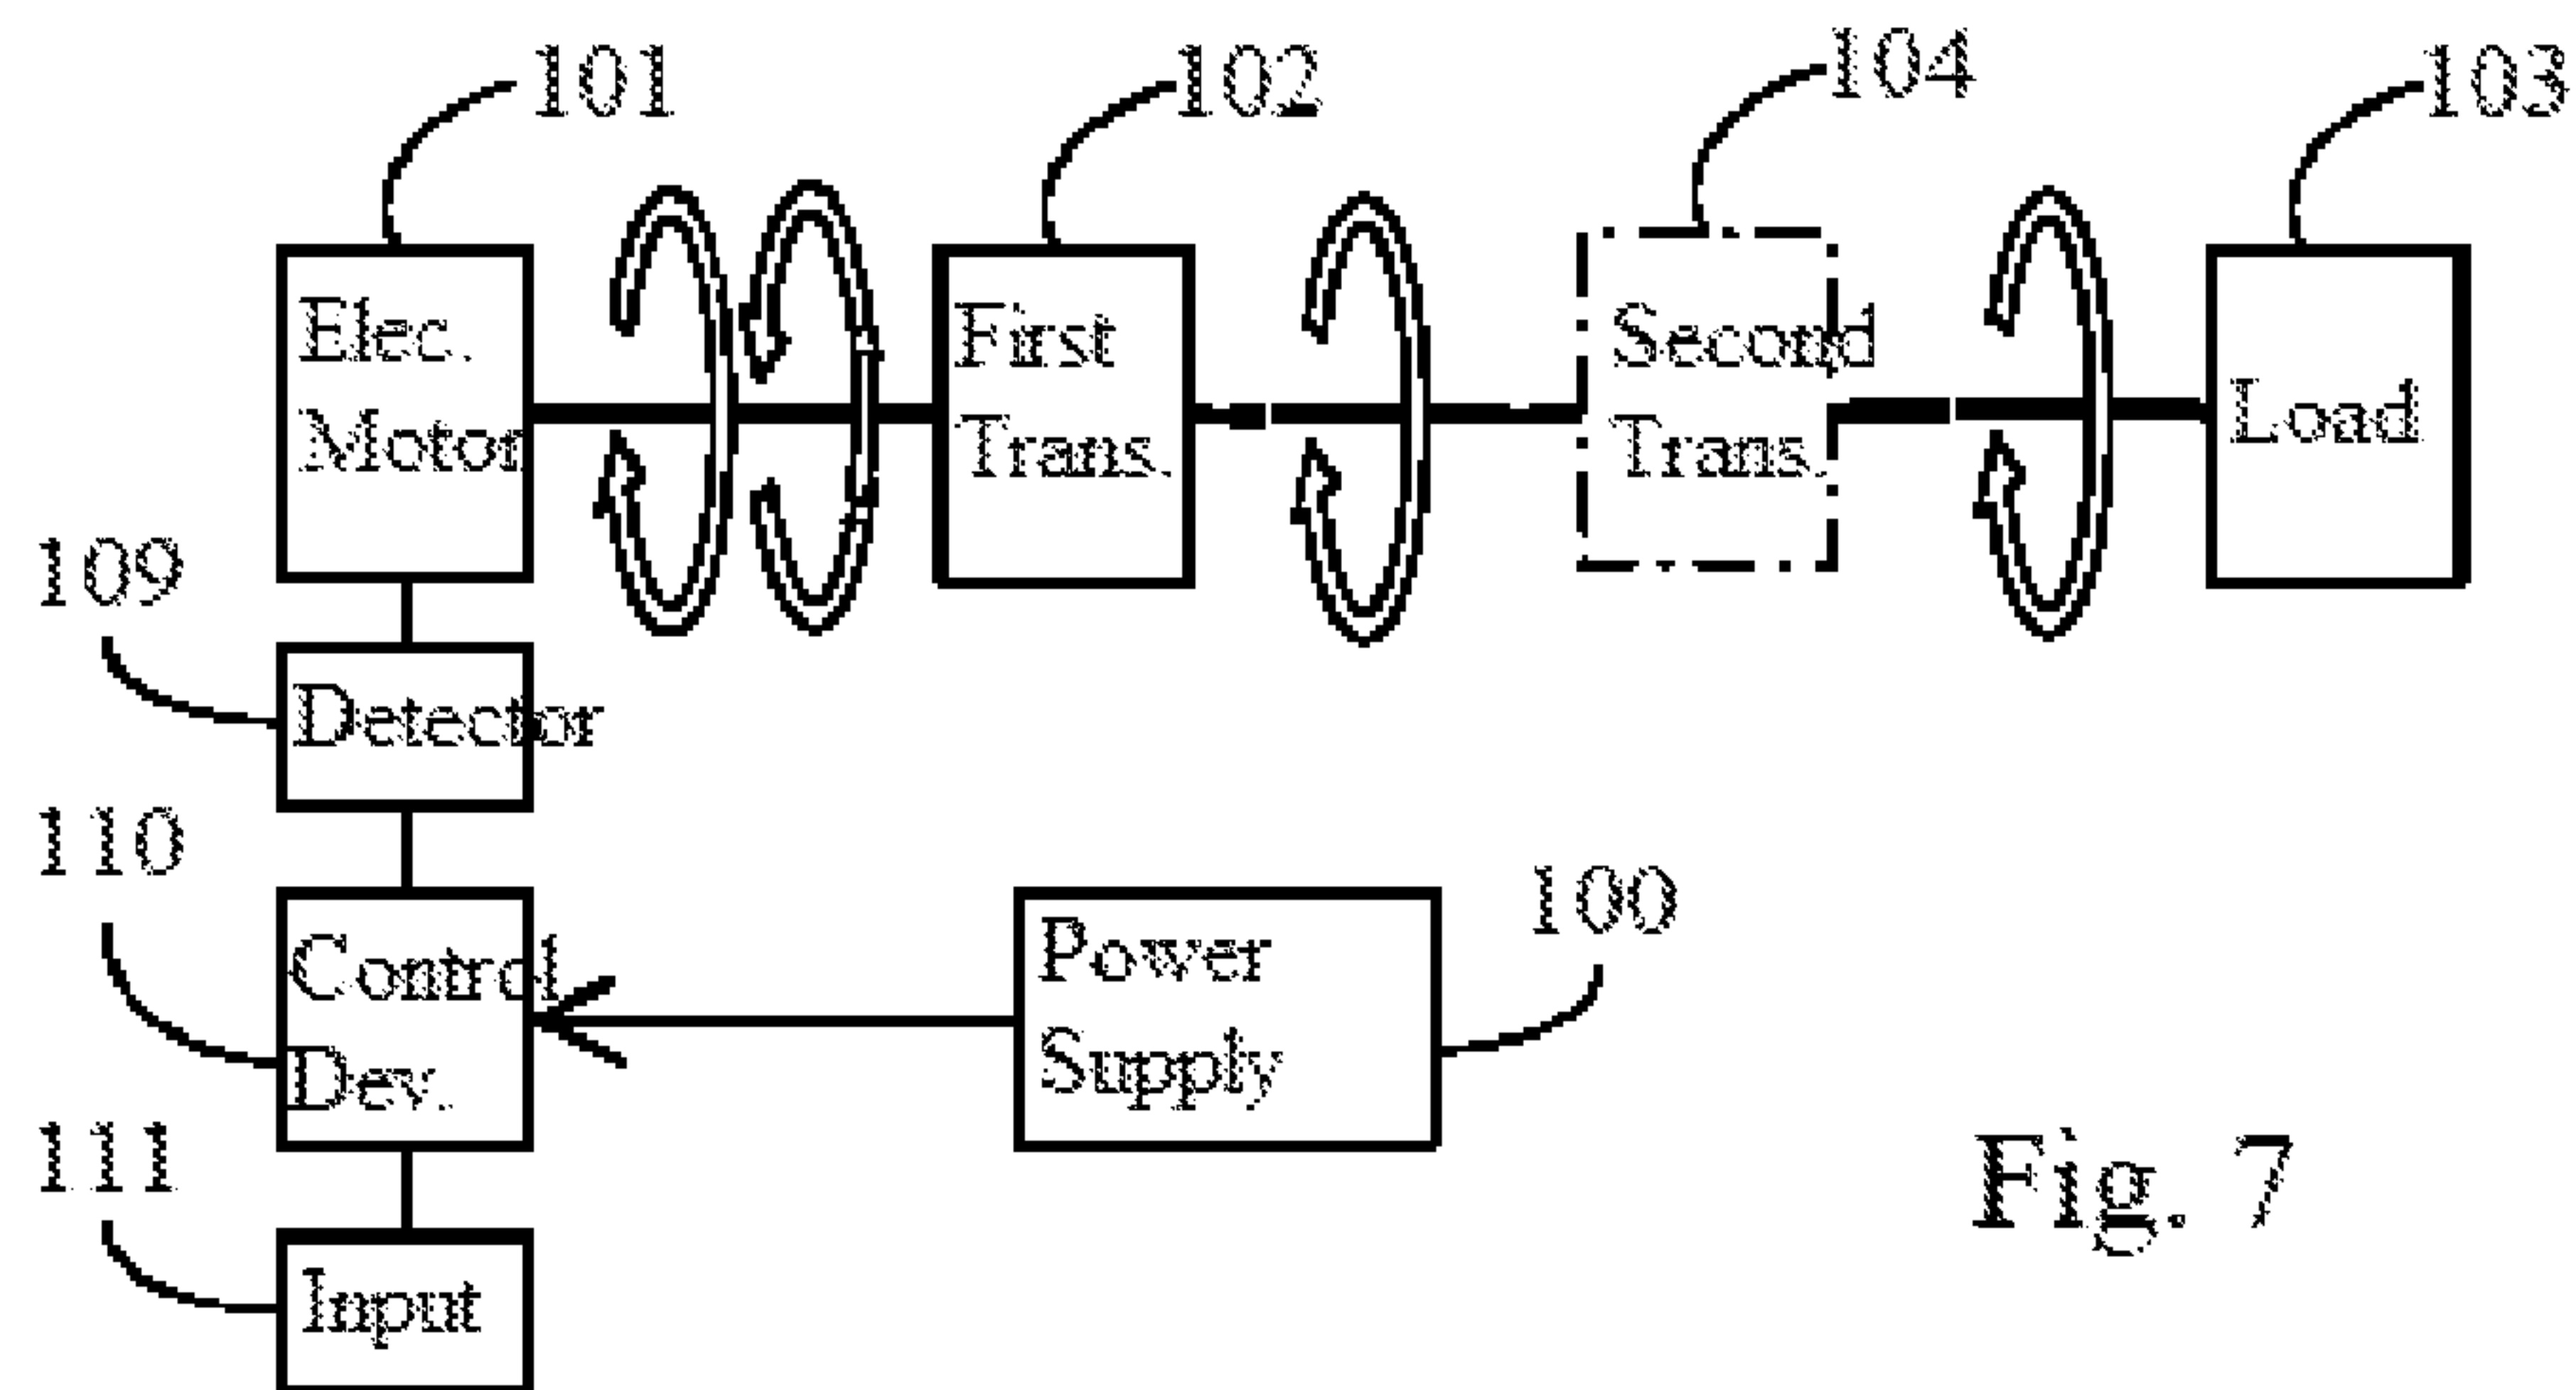 101
102
104
103
Elec.
Motor
First
Trans.
Second
Trans.
Load
109
Detector
110
Control
Dev.
Power
Supply
100
111
Input
Fig. 7